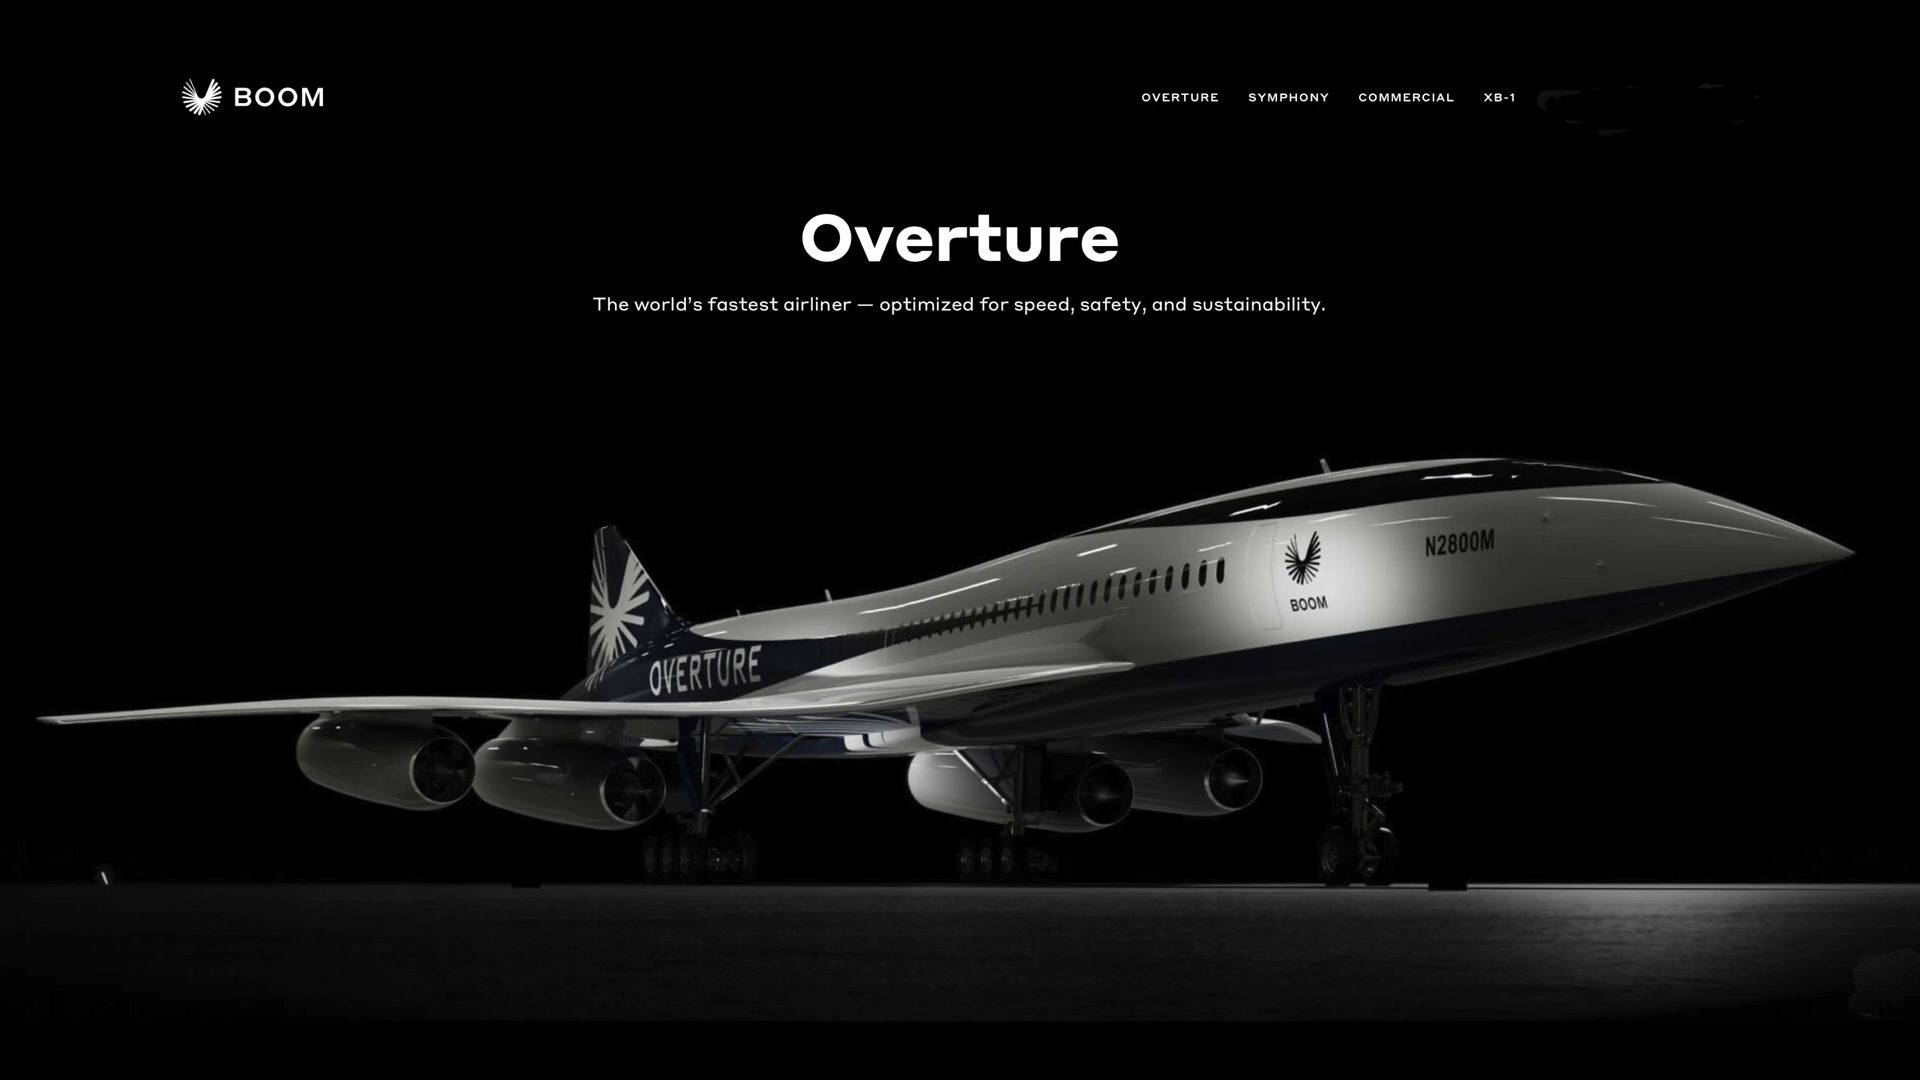 BOOM
OVERTURE SYMPHONY COMMERCIAL XB-1
Overture
The world’s fastest airliner — optimized for speed, safety, and sustainability.
N2800M
BOOM
OVERTURE